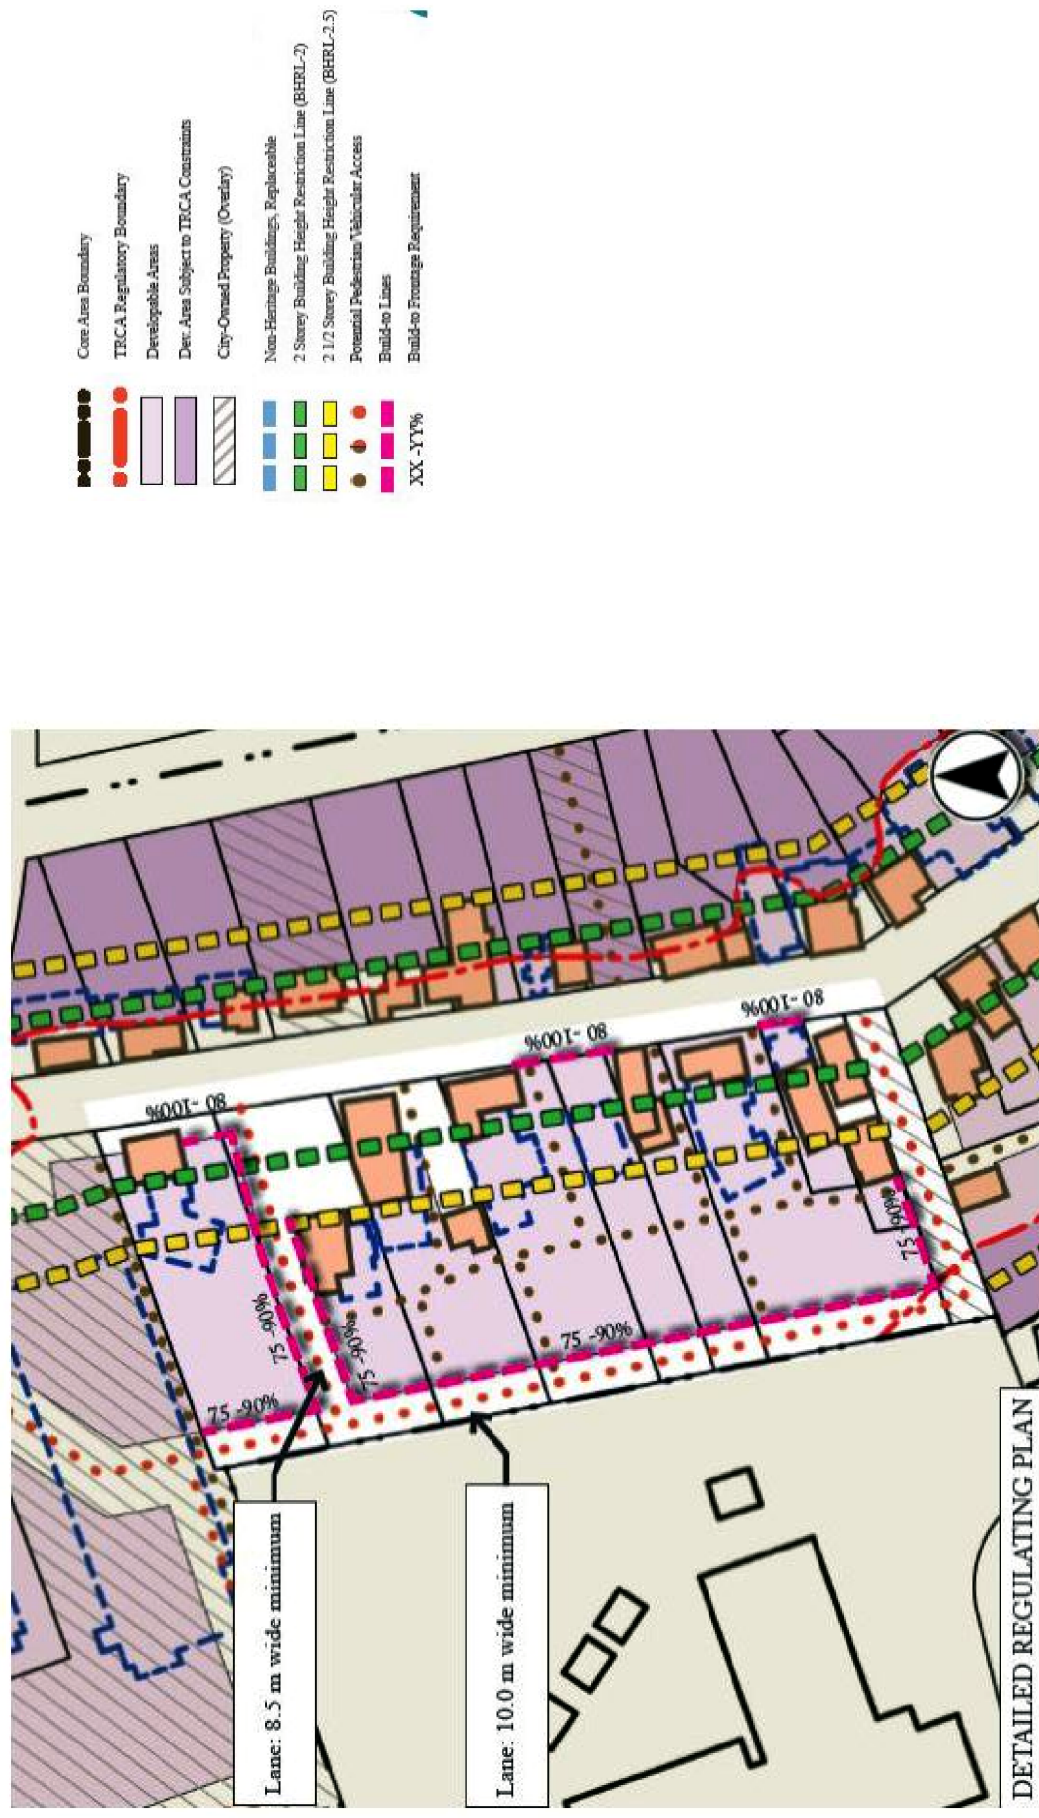 Core Area Boundary
TRCA Regulatory Boundary
Developable Areas
Dev. Area Subject to TRCA Constraints
City-Owned Property (Overlay)
Non-Heritage Buildings, Replaceable
2 Storey Building Height Restriction Line (BHRL-2)
2 1/2 Storey Building Height Restriction Line (BHRL-2.5)
Potential Pedestrian/Vehicular Access
Build-to Lines
XX -YY% Build-to Frontage Requirement
80 -100%
80 -100%
80 -100%
75 -90%
75 -90%
75 -90%
75 -90%
75 -90%
Lane: 8.5 m wide minimum
Lane: 10.0 m wide minimum
DETAILED REGULATING PLAN